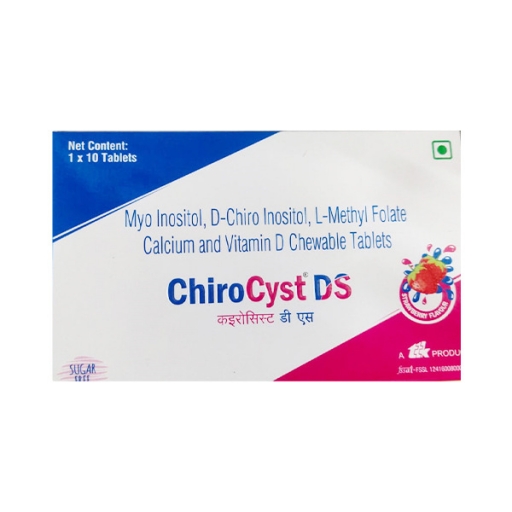 Net Content:
1 x 10 Tablets
Myo Inositol, D-Chiro Inositol, L-Methyl Folate
Calcium and Vitamin D Chewable Tablets
ChiroCyst® DS
कइरोसिस्ट डी एस
STRAWBERRY FLAVOUR
A PRODU
SUGAR
FREE